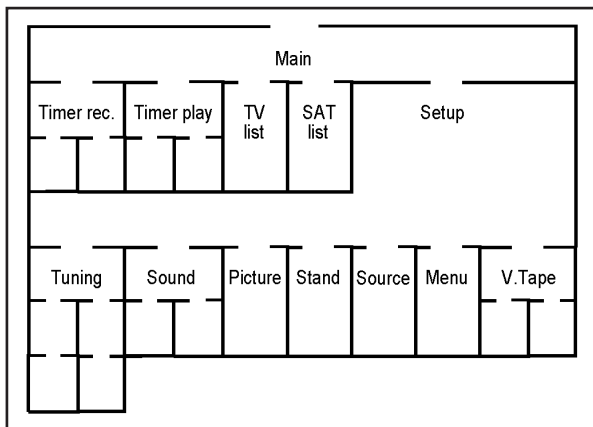 Main
Timer rec.
Timer play
TV
list
SAT
list
Setup
Tuning
Sound
Picture
Stand
Source
Menu
V.Tape